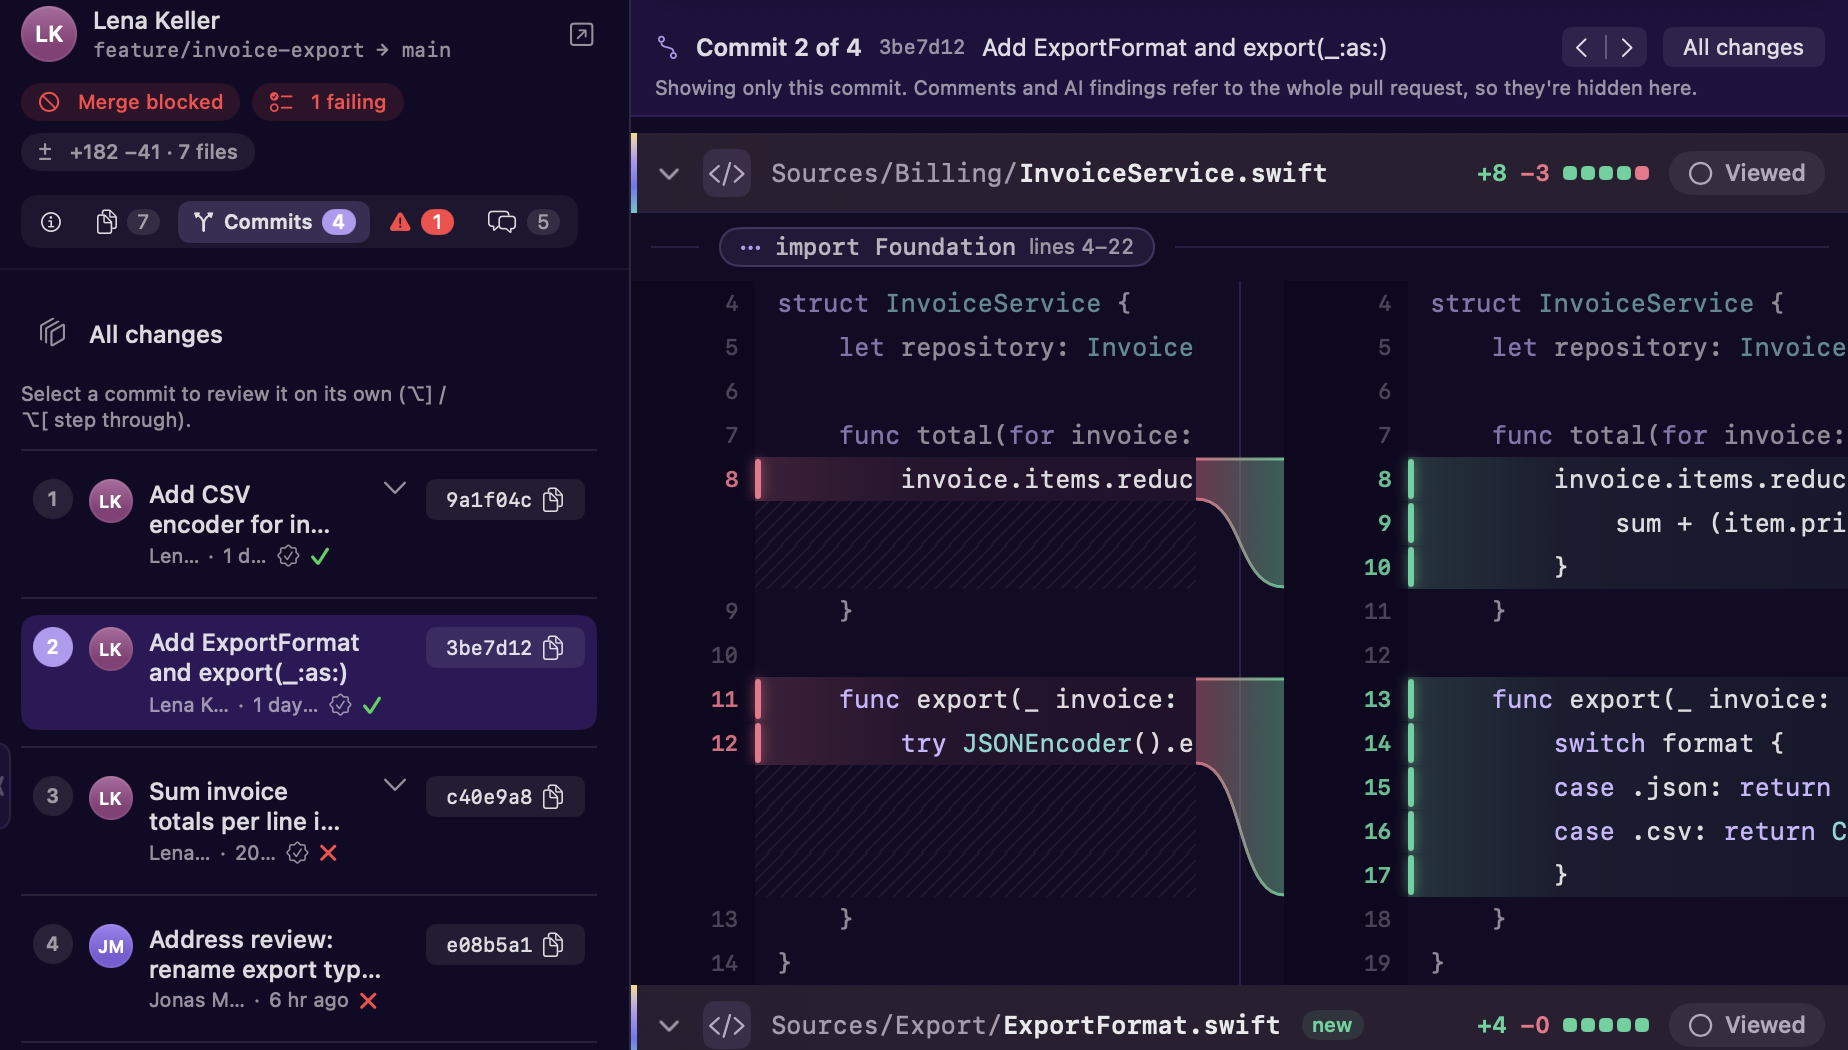 LK
Lena Keller
feature/invoice-export → main
Merge blocked
1 failing
± +182 −41 · 7 files
7
Commits 4
1
5
All changes
Select a commit to review it on its own (⌥] /
⌥[ step through).
1
LK
Add CSV
encoder for in...
9a1f04c
Len... · 1 d...
2
LK
Add ExportFormat
and export(_:as:)
3be7d12
Lena K... · 1 day...
3
LK
Sum invoice
totals per line i...
c40e9a8
Lena... · 20...
4
JM
Address review:
rename export typ...
e08b5a1
Jonas M... · 6 hr ago
Commit 2 of 4 3be7d12 Add ExportFormat and export(_:as:)
All changes
Showing only this commit. Comments and AI findings refer to the whole pull request, so they're hidden here.
</> Sources/Billing/InvoiceService.swift +8 −3 Viewed
··· import Foundation lines 4–22
4 struct InvoiceService {
5 let repository: Invoice
6
7 func total(for invoice:
8 invoice.items.reduc
9 }
10
11 func export(_ invoice:
12 try JSONEncoder().e
13 }
14 }
4 struct InvoiceService {
5 let repository: Invoice
6
7 func total(for invoice:
8 invoice.items.reduc
9 sum + (item.pri
10 }
11 }
12
13 func export(_ invoice:
14 switch format {
15 case .json: return
16 case .csv: return C
17 }
18 }
19 }
</> Sources/Export/ExportFormat.swift new +4 −0 Viewed